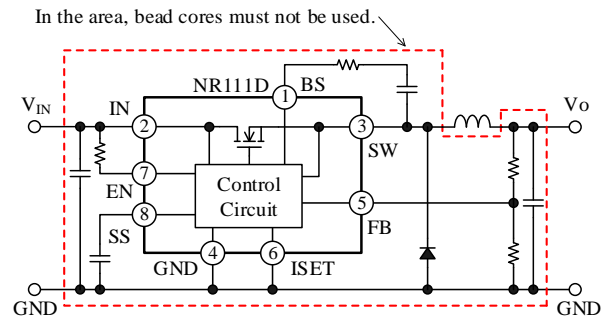 In the area, bead cores must not be used.
NR111D
BS
1
VIN
IN
2
3
SW
Vo
EN
7
Control
Circuit
5
FB
SS
8
4
GND
6
ISET
GND
GND